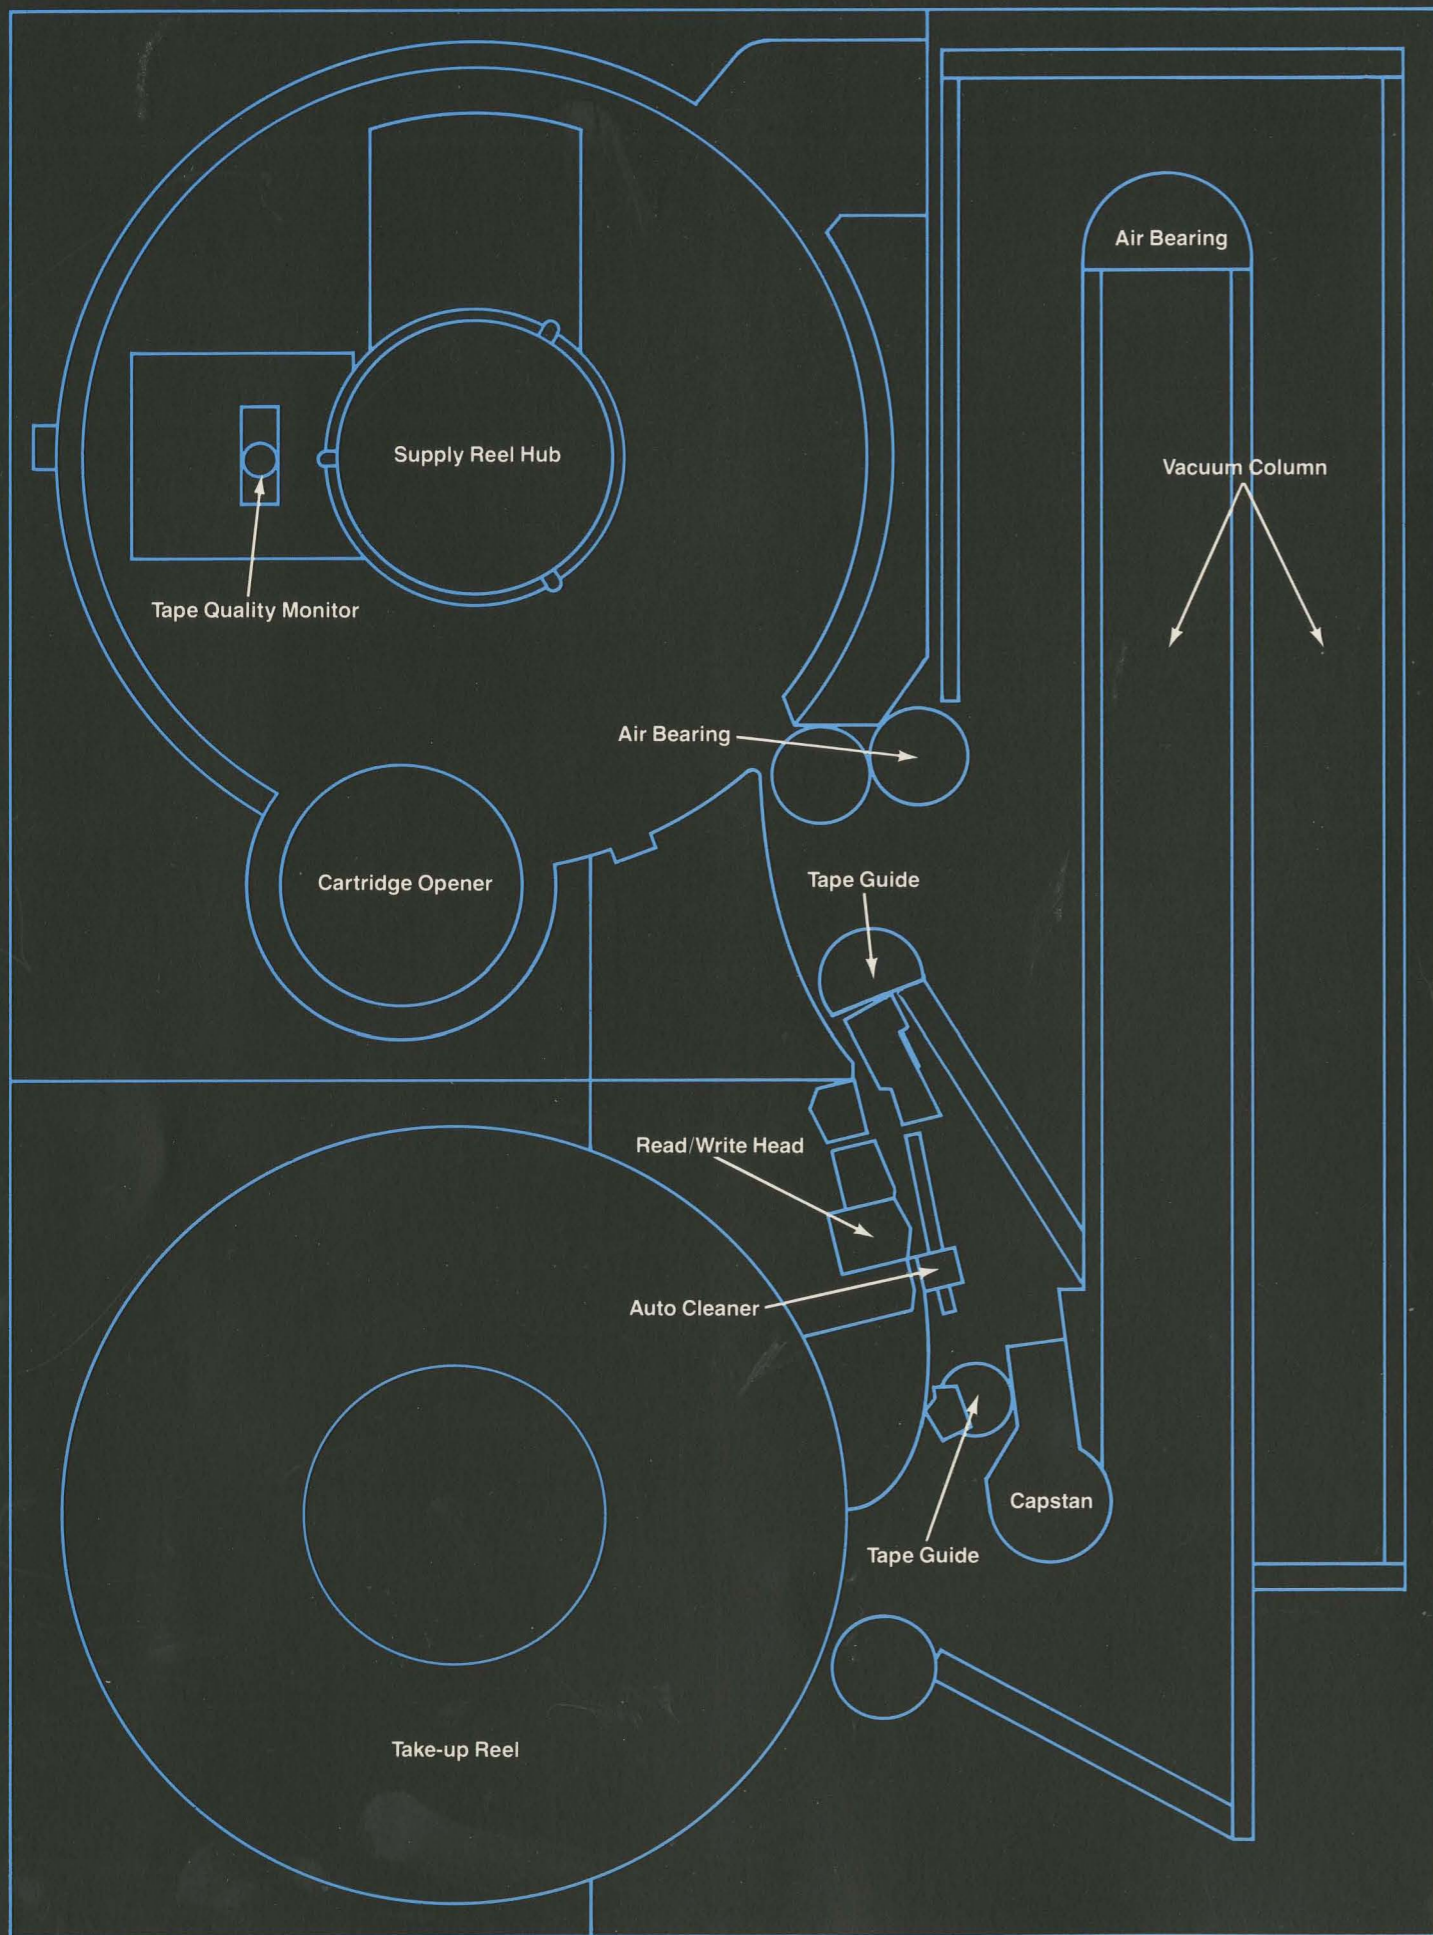 Air Bearing
Supply Reel Hub
Vacuum Column
Tape Quality Monitor
Air Bearing
Cartridge Opener
Tape Guide
Read/Write Head
Auto Cleaner
Capstan
Tape Guide
Take-up Reel